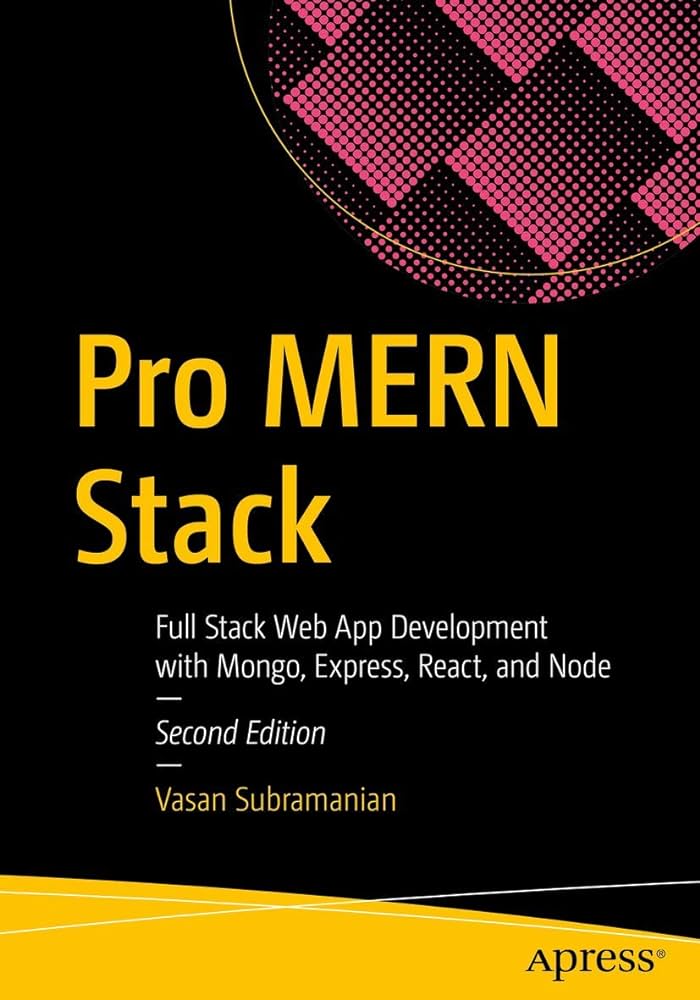 Pro MERN
Stack
Full Stack Web App Development
with Mongo, Express, React, and Node
—
Second Edition
—
Vasan Subramanian
Apress®